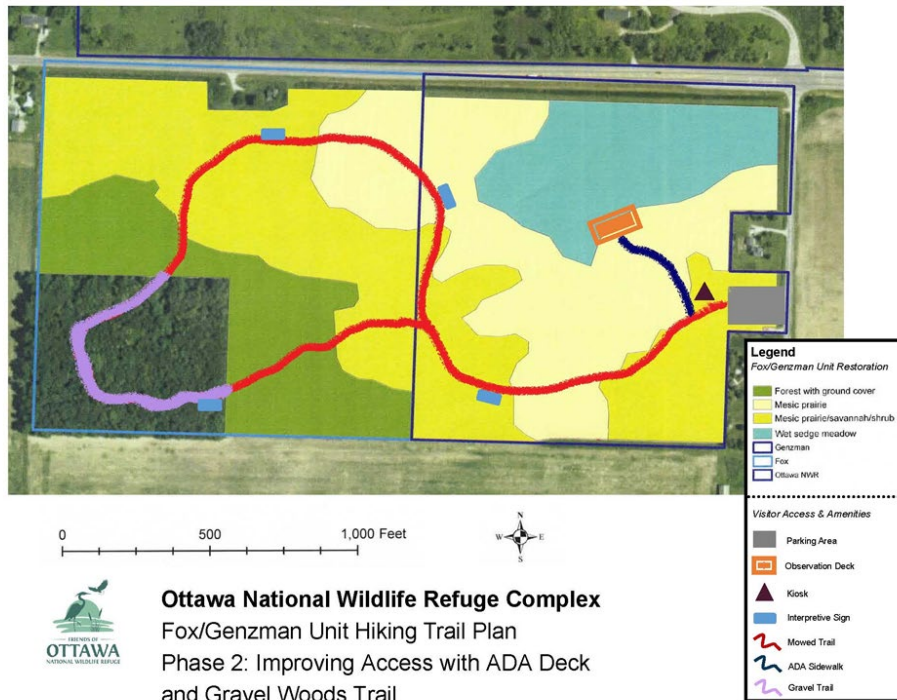 Legend
Fox/Genzman Unit Restoration
Forest with ground cover
Mesic prairie
Mesic prairie/savannah/shrub
Wet sedge meadow
Genzman
Fox
Ottawa NWR
Visitor Access & Amenities
Parking Area
Observation Deck
Kiosk
Interpretive Sign
Mowed Trail
ADA Sidewalk
Gravel Trail
0 500 1,000 Feet
N
W E
S
FRIENDS OF
OTTAWA
NATIONAL WILDLIFE REFUGE
Ottawa National Wildlife Refuge Complex
Fox/Genzman Unit Hiking Trail Plan
Phase 2: Improving Access with ADA Deck
and Gravel Woods Trail